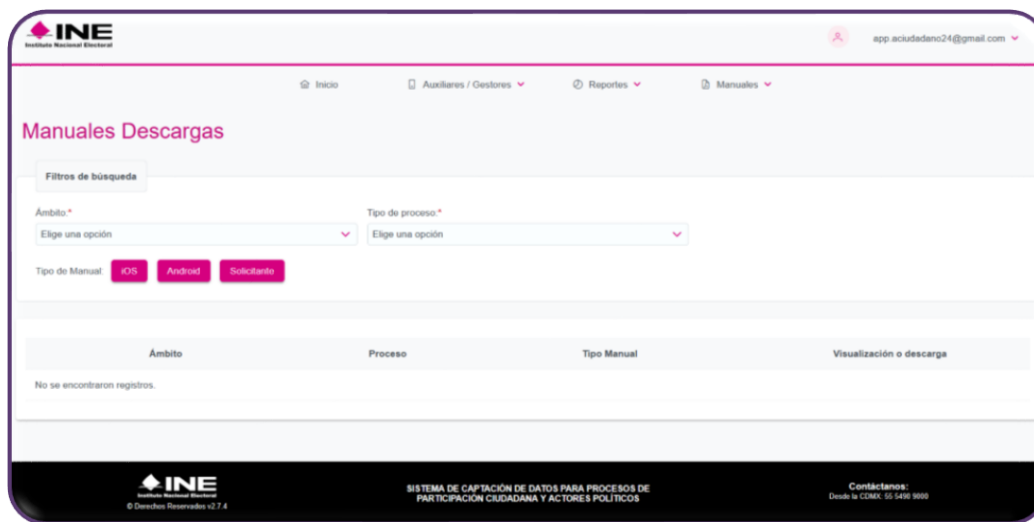 INE
Instituto Nacional Electoral
app.aciudadano24@gmail.com
Inicio
Auxiliares / Gestores
Reportes
Manuales
Manuales Descargas
Filtros de búsqueda
Ámbito:*
Tipo de proceso:*
Elige una opción
Elige una opción
Tipo de Manual:
iOS
Android
Solicitante
Ámbito
Proceso
Tipo Manual
Visualización o descarga
No se encontraron registros.
INE
Instituto Nacional Electoral
© Derechos Reservados v2.7.4
SISTEMA DE CAPTACIÓN DE DATOS PARA PROCESOS DE
PARTICIPACIÓN CIUDADANA Y ACTORES POLÍTICOS
Contáctanos:
Desde la CDMX: 55 5490 9000